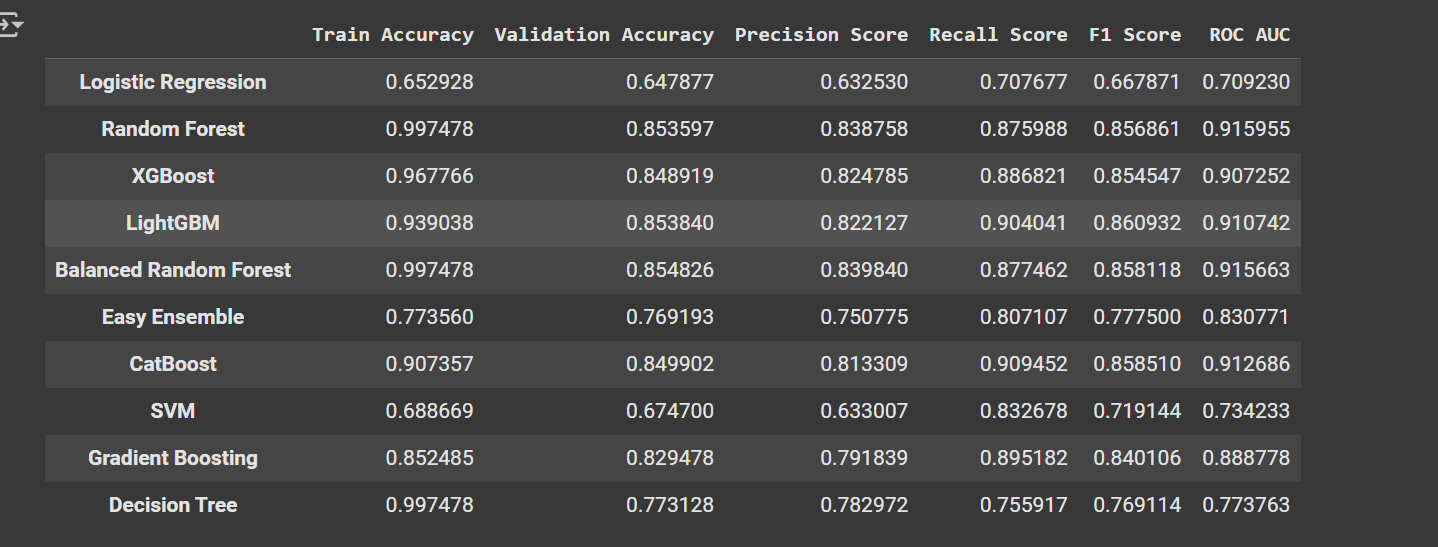 Train Accuracy Validation Accuracy Precision Score Recall Score F1 Score ROC AUC
Logistic Regression 0.652928 0.647877 0.632530 0.707677 0.667871 0.709230
Random Forest 0.997478 0.853597 0.838758 0.875988 0.856861 0.915955
XGBoost 0.967766 0.848919 0.824785 0.886821 0.854547 0.907252
LightGBM 0.939038 0.853840 0.822127 0.904041 0.860932 0.910742
Balanced Random Forest 0.997478 0.854826 0.839840 0.877462 0.858118 0.915663
Easy Ensemble 0.773560 0.769193 0.750775 0.807107 0.777500 0.830771
CatBoost 0.907357 0.849902 0.813309 0.909452 0.858510 0.912686
SVM 0.688669 0.674700 0.633007 0.832678 0.719144 0.734233
Gradient Boosting 0.852485 0.829478 0.791839 0.895182 0.840106 0.888778
Decision Tree 0.997478 0.773128 0.782972 0.755917 0.769114 0.773763